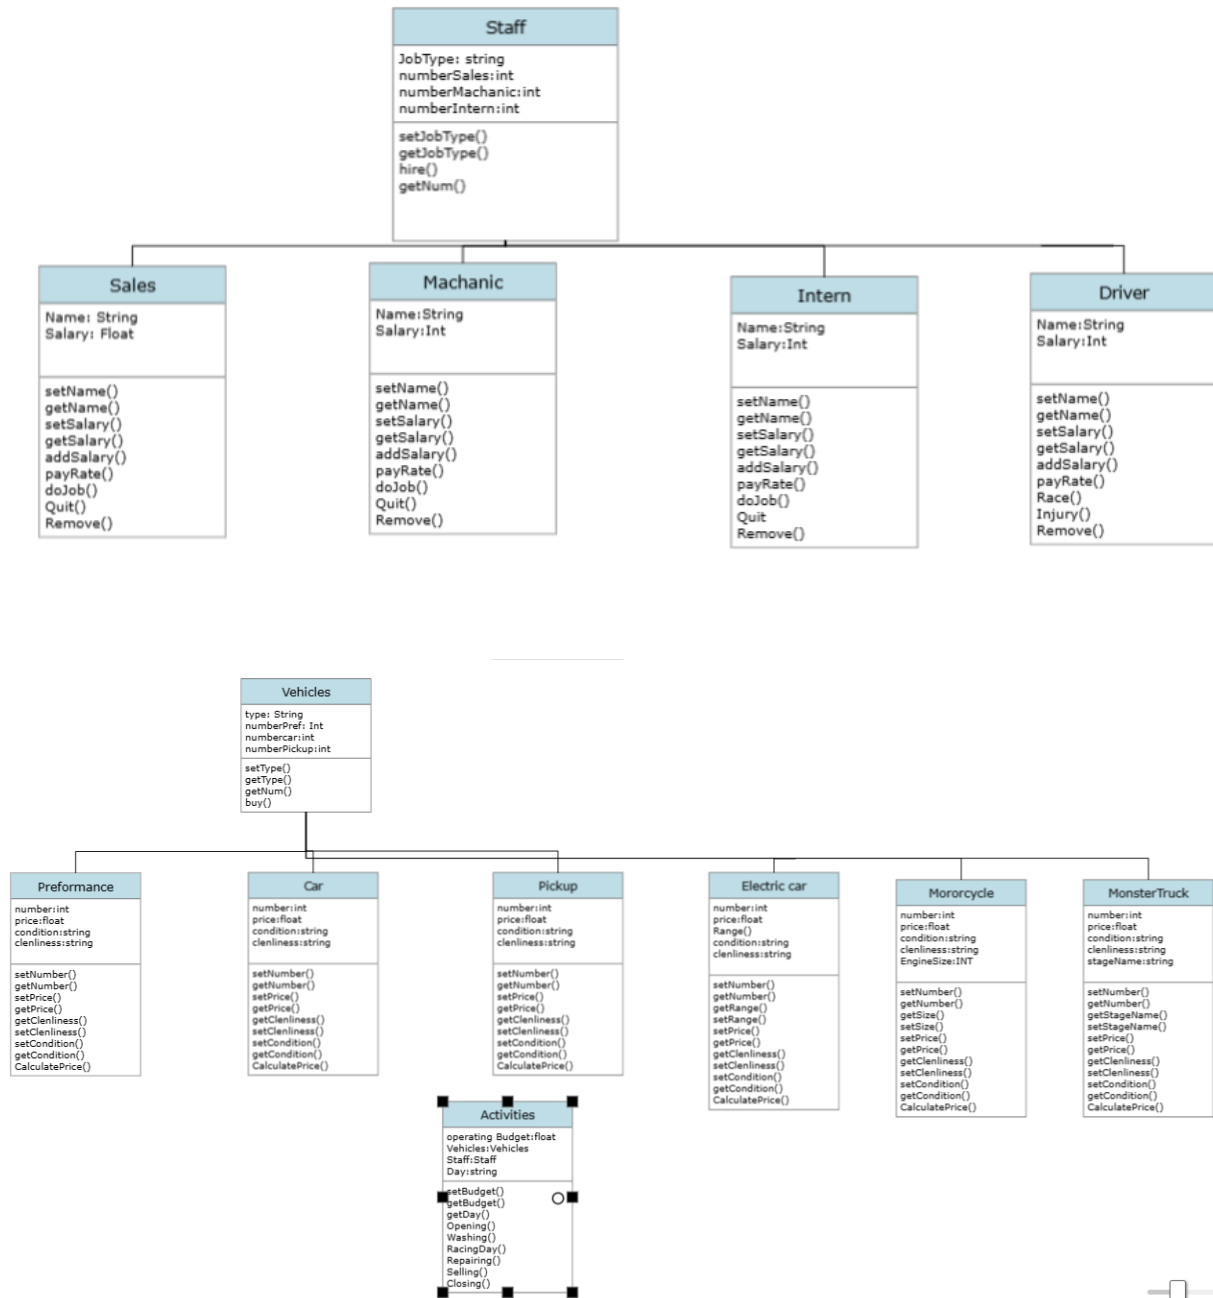 Staff
JobType: string
numberSales:int
numberMachanic:int
numberIntern:int
setJobType()
getJobType()
hire()
getNum()
Sales
Name: String
Salary: Float
setName()
getName()
setSalary()
getSalary()
addSalary()
payRate()
doJob()
Quit()
Remove()
Machanic
Name:String
Salary:Int
setName()
getName()
setSalary()
getSalary()
addSalary()
payRate()
doJob()
Quit()
Remove()
Intern
Name:String
Salary:Int
setName()
getName()
setSalary()
getSalary()
addSalary()
payRate()
doJob()
Quit
Remove()
Driver
Name:String
Salary:Int
setName()
getName()
setSalary()
getSalary()
addSalary()
payRate()
Race()
Injury()
Remove()
Vehicles
type: String
numberPref: Int
numbercar:int
numberPickup:int
setType()
getType()
getNum()
buy()
Preformance
number:int
price:float
condition:string
clenliness:string
setNumber()
getNumber()
setPrice()
getPrice()
getClenliness()
setClenliness()
setCondition()
getCondition()
CalculatePrice()
Car
number:int
price:float
condition:string
clenliness:string
setNumber()
getNumber()
setPrice()
getPrice()
getClenliness()
setClenliness()
setCondition()
getCondition()
CalculatePrice()
Pickup
number:int
price:float
condition:string
clenliness:string
setNumber()
getNumber()
setPrice()
getPrice()
getClenliness()
setClenliness()
setCondition()
getCondition()
CalculatePrice()
Electric car
number:int
price:float
Range()
condition:string
clenliness:string
setNumber()
getNumber()
getRange()
setRange()
setPrice()
getPrice()
getClenliness()
setClenliness()
setCondition()
getCondition()
CalculatePrice()
Mororcycle
number:int
price:float
condition:string
clenliness:string
EngineSize:INT
setNumber()
getNumber()
getSize()
setSize()
setPrice()
getPrice()
getClenliness()
setClenliness()
setCondition()
getCondition()
CalculatePrice()
MonsterTruck
number:int
price:float
condition:string
clenliness:string
stageName:string
setNumber()
getNumber()
getStageName()
setStageName()
setPrice()
getPrice()
getClenliness()
setClenliness()
setCondition()
getCondition()
CalculatePrice()
Activities
operating Budget:float
Vehicles:Vehicles
Staff:Staff
Day:string
setBudget()
getBudget()
getDay()
Opening()
Washing()
RacingDay()
Repairing()
Selling()
Closing()